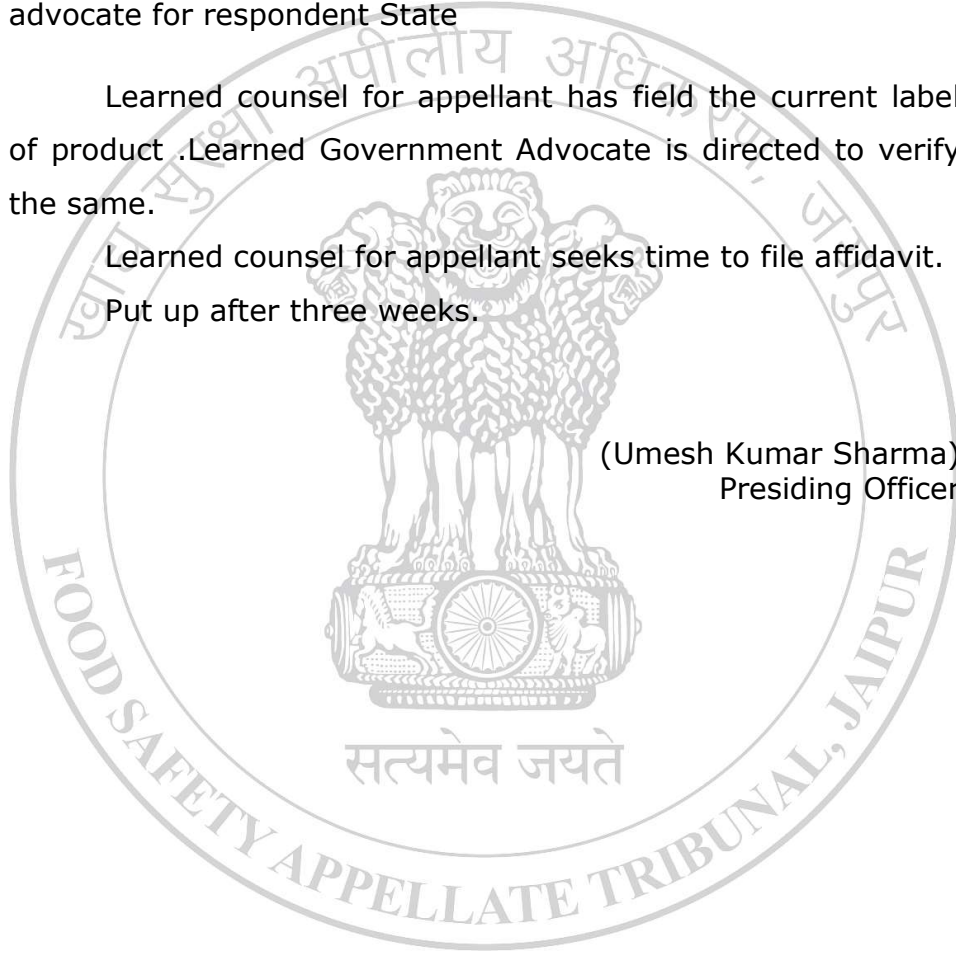 advocate for respondent State
Learned counsel for appellant has field the current label
of product .Learned Government Advocate is directed to verify
the same.
Learned counsel for appellant seeks time to file affidavit.
Put up after three weeks.
(Umesh Kumar Sharma)
Presiding Officer
खाद्य सुरक्षा अपीलीय अधिकरण, जयपुर
सत्यमेव जयते
FOOD SAFETY APPELLATE TRIBUNAL, JAIPUR